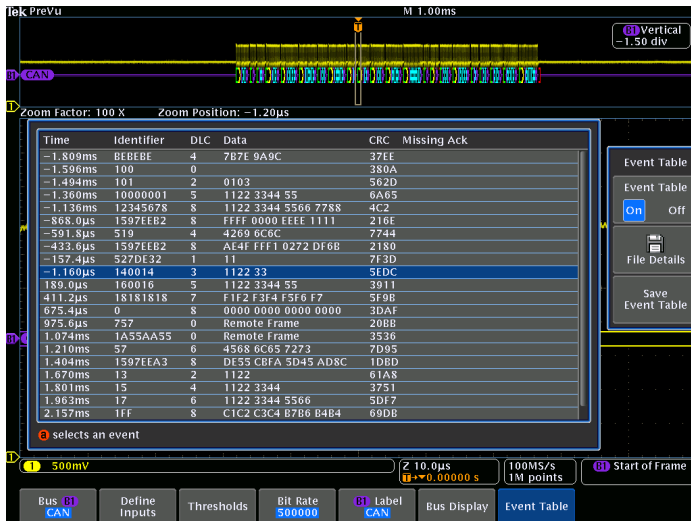 Tek PreVu M 1.00ms
T
B1 Vertical
−1.50 div
B1 CAN
1
Zoom Factor: 100 X Zoom Position: −1.20µs
Time Identifier DLC Data CRC Missing Ack
−1.809ms BEBEBE 4 7B7E 9A9C 37EE
−1.596ms 100 0 380A
−1.494ms 101 2 0103 562D
−1.360ms 10000001 5 1122 3344 55 6A65
−1.136ms 12345678 8 1122 3344 5566 7788 4C2
−868.0µs 1597EEB2 8 FFFF 0000 EEEE 1111 216E
−591.8µs 519 4 4269 6C6C 7744
−433.6µs 1597EEB2 8 AE4F FFF1 0272 DF6B 2180
−157.4µs 527DE32 1 11 7F3D
−1.160µs 140014 3 1122 33 5EDC
189.0µs 160016 5 1122 3344 55 3911
411.2µs 18181818 7 F1F2 F3F4 F5F6 F7 5F9B
675.4µs 0 8 0000 0000 0000 0000 3DAF
975.6µs 757 0 Remote Frame 20BB
1.074ms 1A55AA55 0 Remote Frame 3536
1.210ms 57 6 4568 6C65 7273 7D95
1.404ms 1597EEA3 8 DE55 CBFA 5D45 AD8C 1DBD
1.670ms 13 2 1122 61A8
1.801ms 15 4 1122 3344 3751
1.963ms 17 6 1122 3344 5566 5DF7
2.157ms 1FF 8 C1C2 C3C4 B7B6 B4B4 69DB
a selects an event
Event Table
Event Table
On Off
File Details
Save
Event Table
B1
1
1 500mV
Z 10.0µs
T→▼0.00000 s
100MS/s
1M points
B1 Start of Frame
Bus B1
CAN
Define
Inputs
Thresholds
Bit Rate
500000
B1 Label
CAN
Bus Display
Event Table